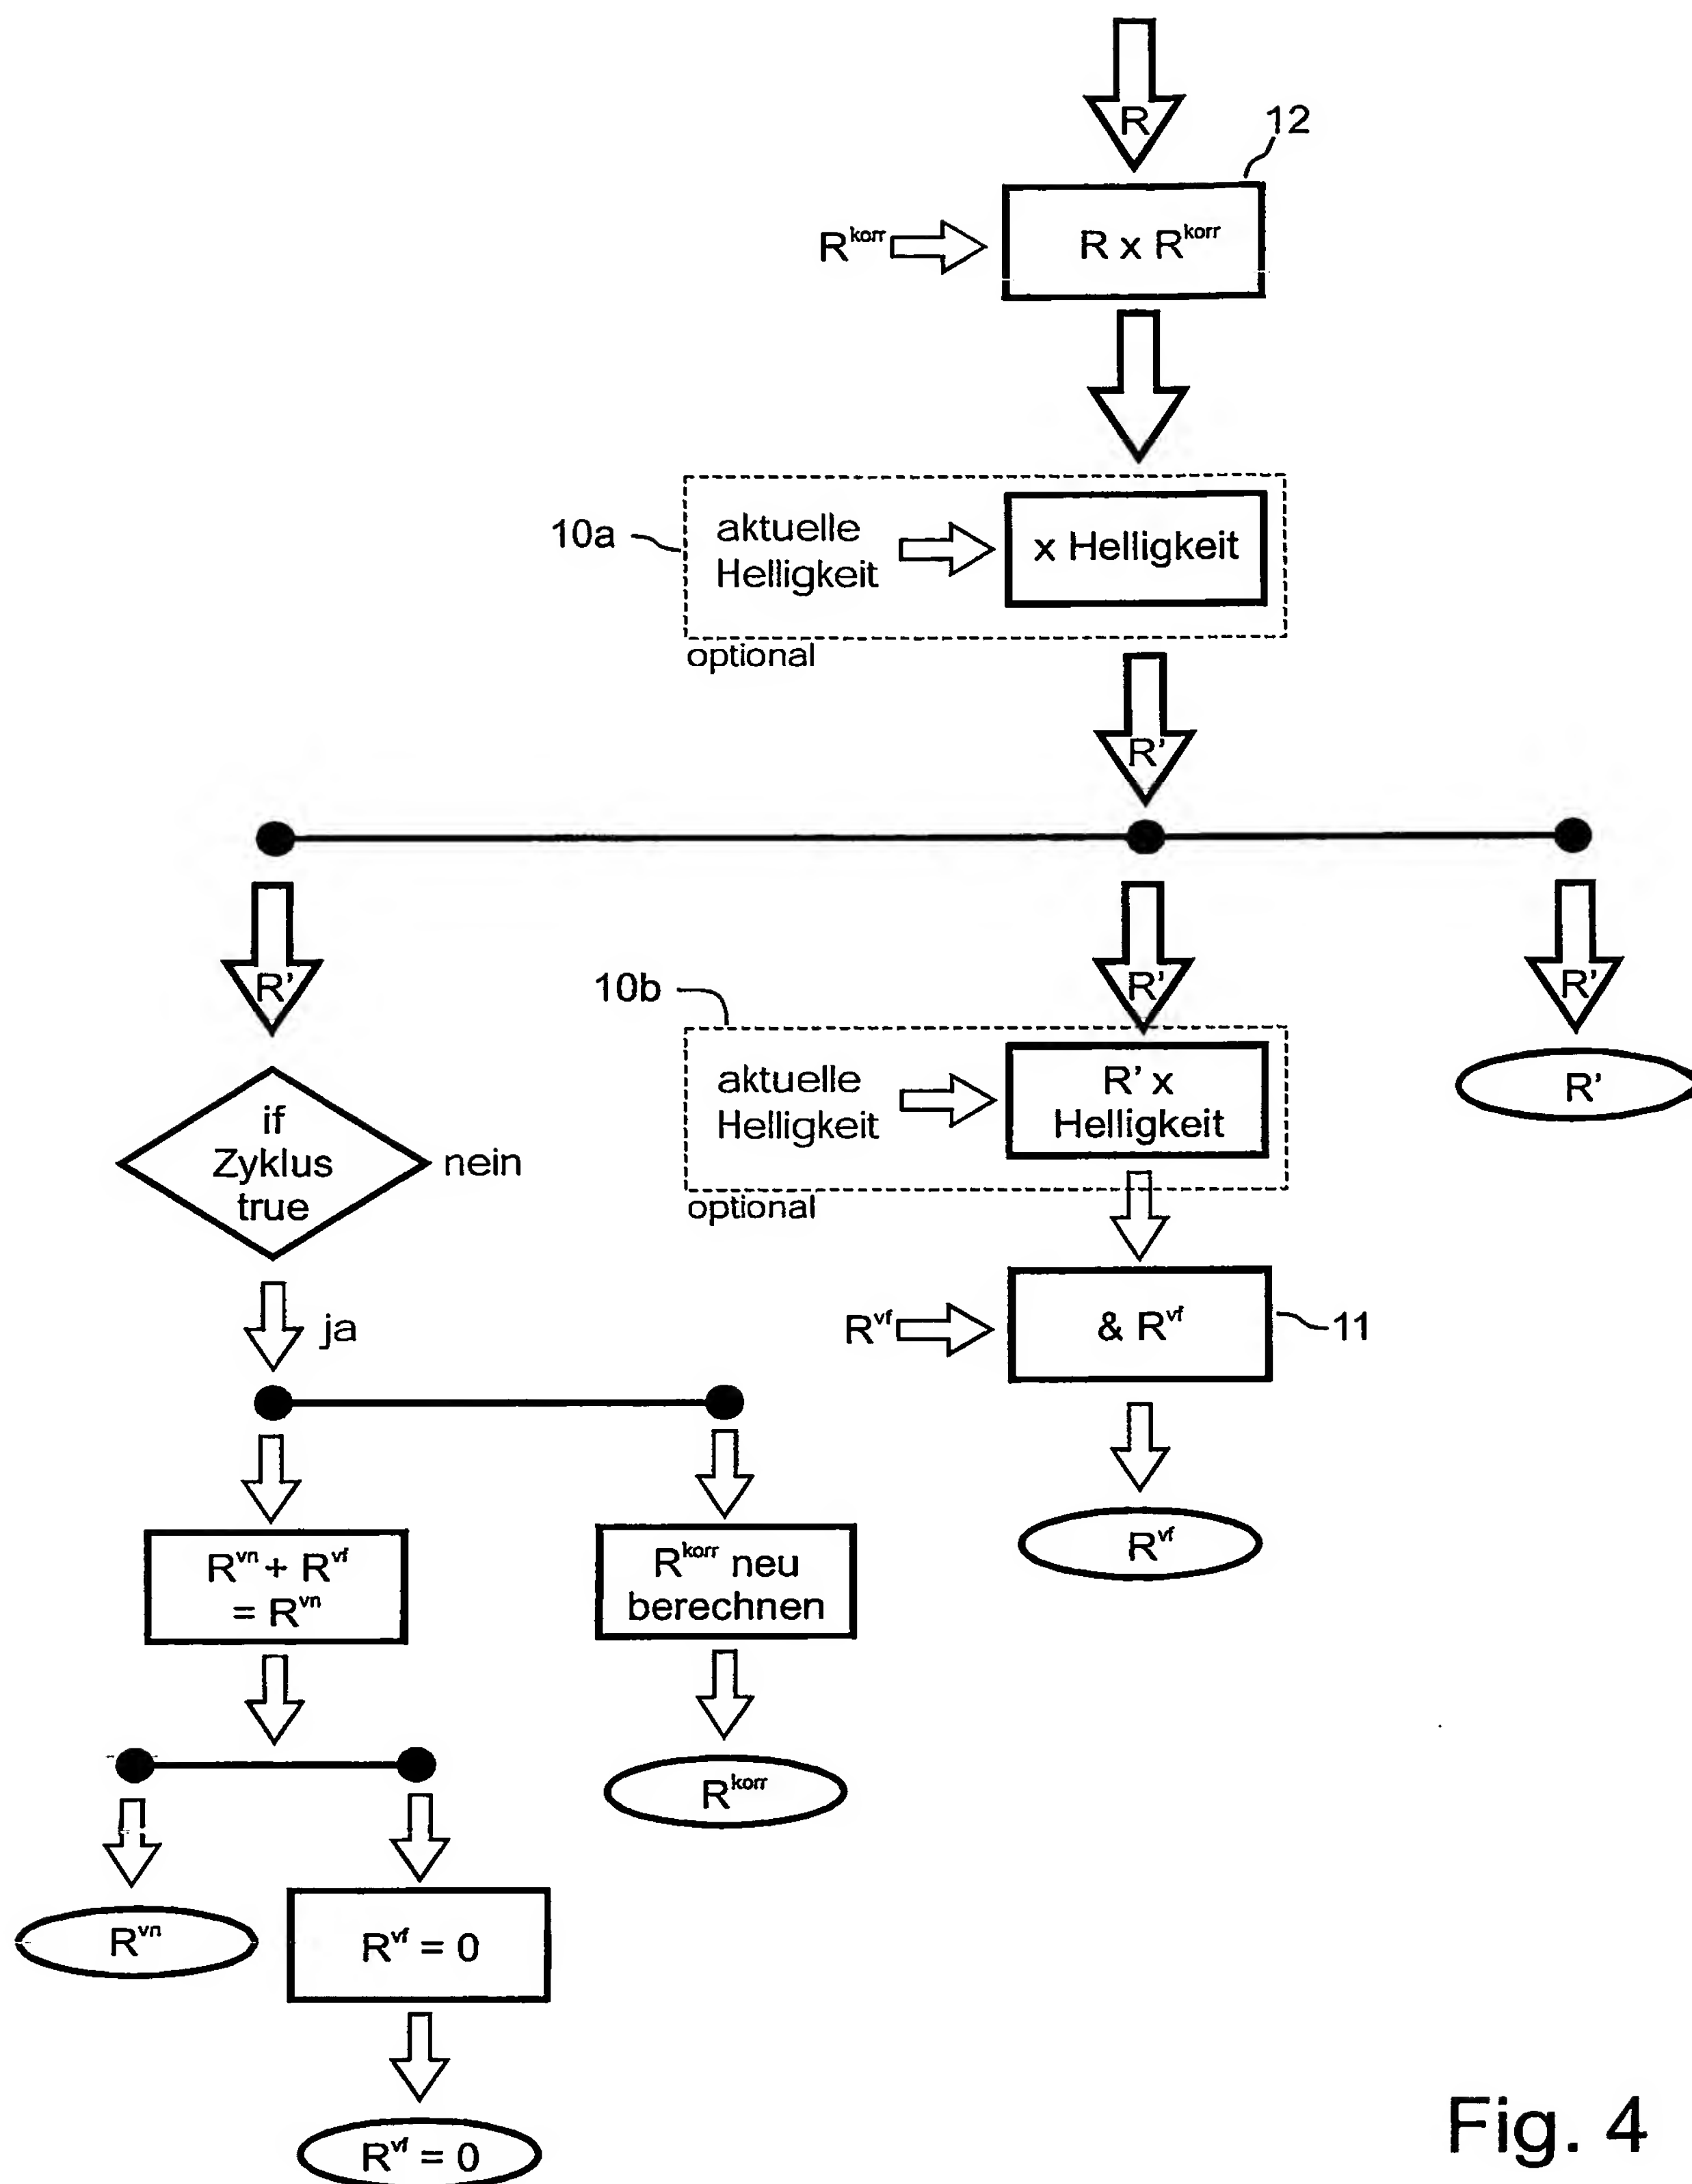 R
12
R^korr
R x R^korr
10a
aktuelle
Helligkeit
x Helligkeit
optional
R'
R'
R'
R'
10b
aktuelle
Helligkeit
R' x
Helligkeit
optional
R'
if
Zyklus
true
nein
ja
R^vf
& R^vf
11
R^vf
R^vn + R^vf
= R^vn
R^korr neu
berechnen
R^korr
R^vn
R^vf = 0
R^vf = 0
Fig. 4